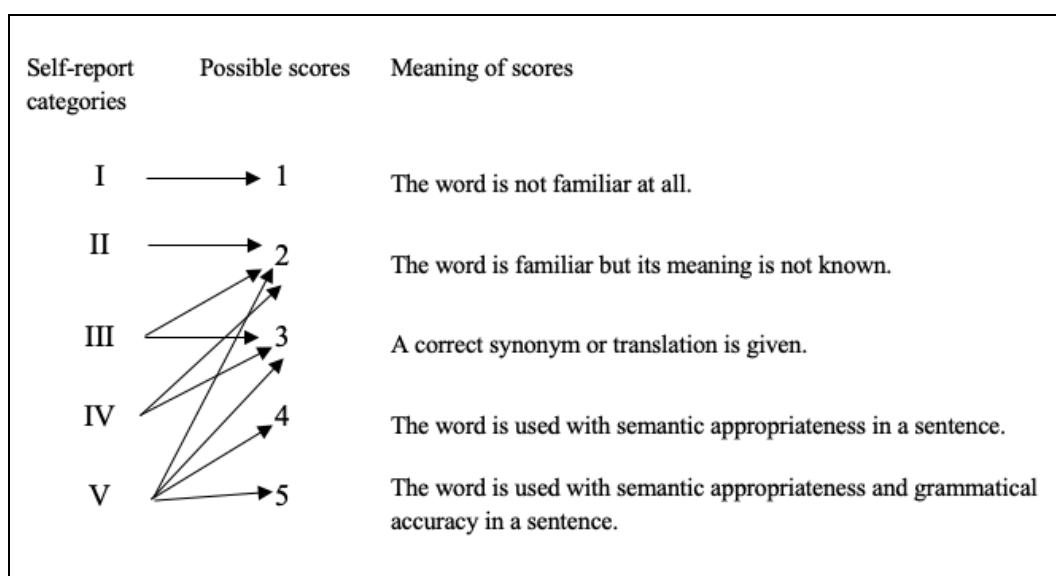 Self-report Possible scores Meaning of scores
categories
I 1 The word is not familiar at all.
II 2 The word is familiar but its meaning is not known.
III 3 A correct synonym or translation is given.
IV 4 The word is used with semantic appropriateness in a sentence.
V 5 The word is used with semantic appropriateness and grammatical
accuracy in a sentence.